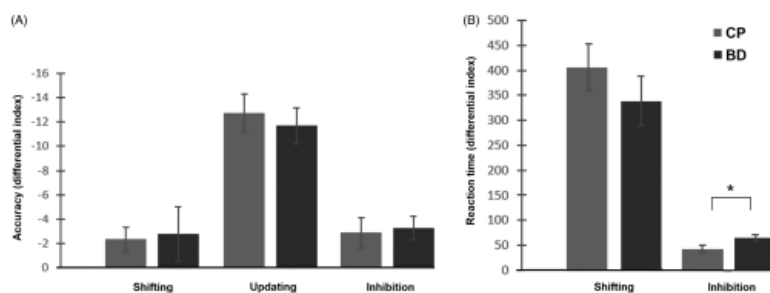 (A)
Accuracy (differential index)
-16
-14
-12
-10
-8
-6
-4
-2
0
Shifting
Updating
Inhibition
(B)
Reaction time (differential index)
500
450
400
350
300
250
200
150
100
50
0
CP
BD
*
Shifting
Inhibition